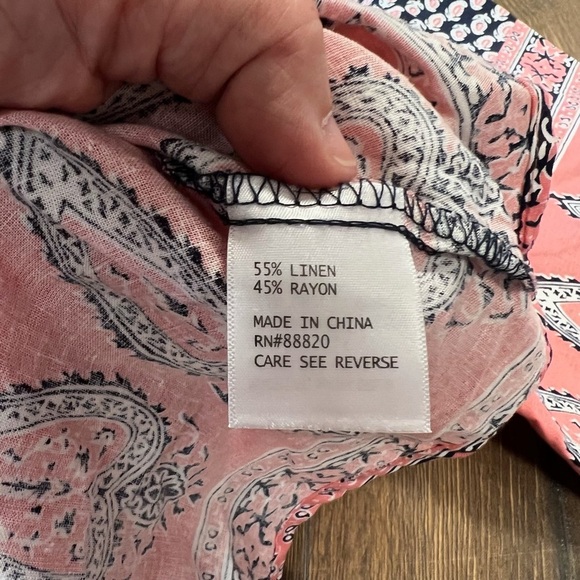 55% LINEN
45% RAYON
MADE IN CHINA
RN#88820
CARE SEE REVERSE